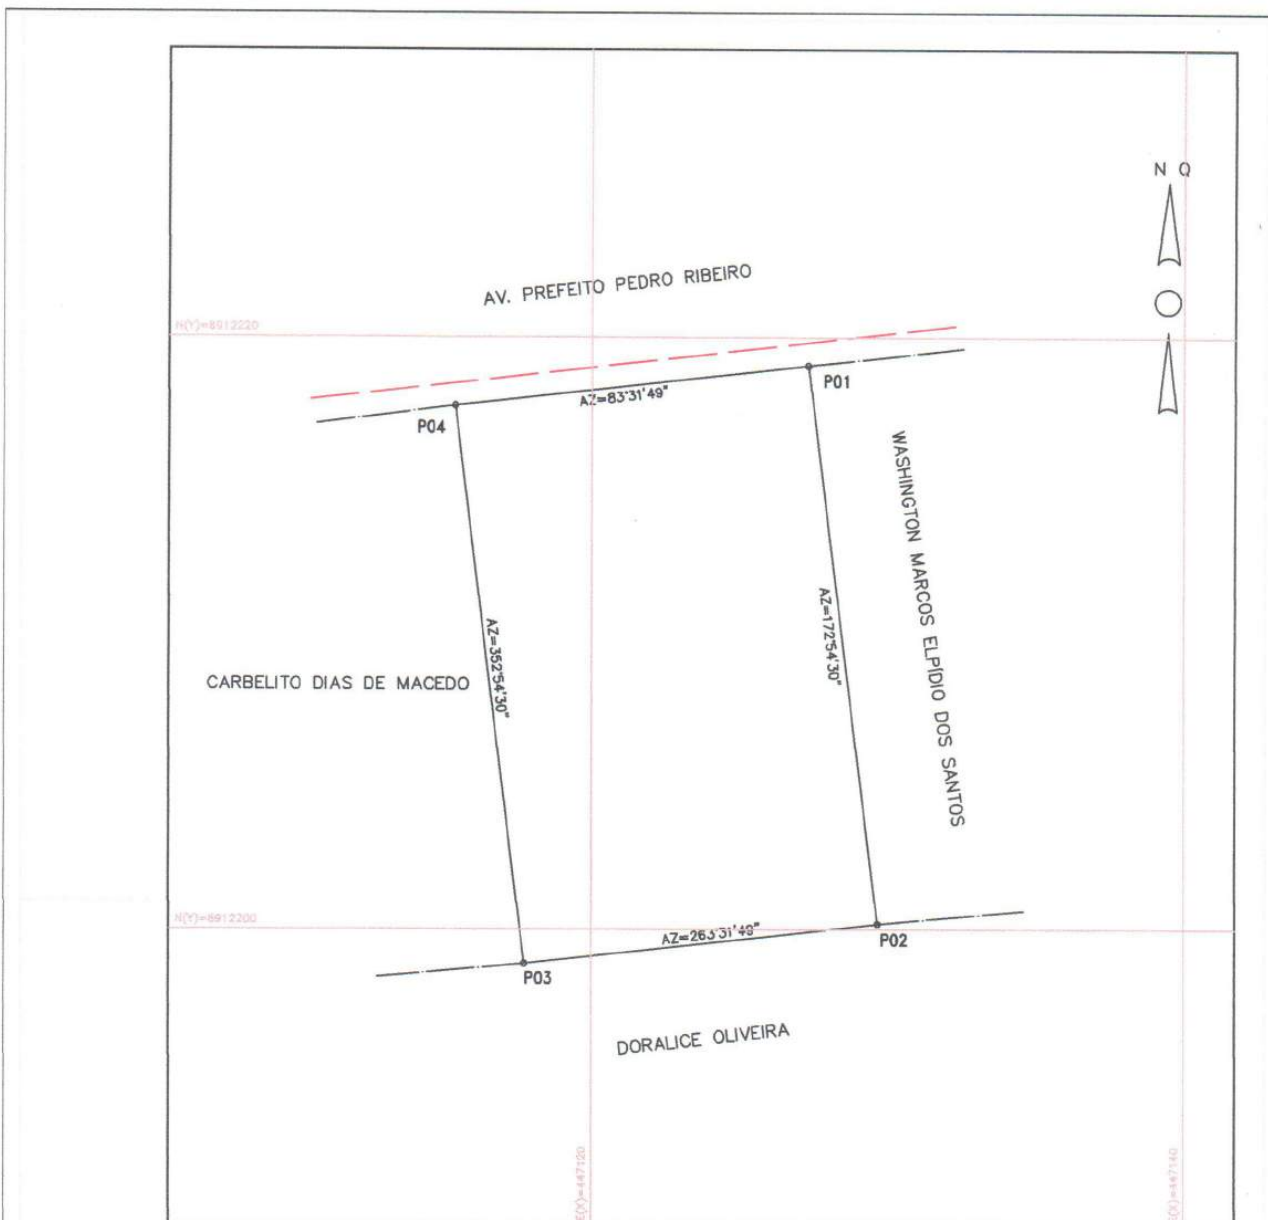 N Q
AV. PREFEITO PEDRO RIBEIRO
N(Y)=8912220
P01
AZ=83°31'49"
P04
WASHINGTON MARCOS ELPÍDIO DOS SANTOS
AZ=172°54'30"
AZ=352°54'30"
CARBELITO DIAS DE MACEDO
N(Y)=8912200
AZ=263°31'49"
P02
P03
DORALICE OLIVEIRA
E(X)=447120
E(X)=447140